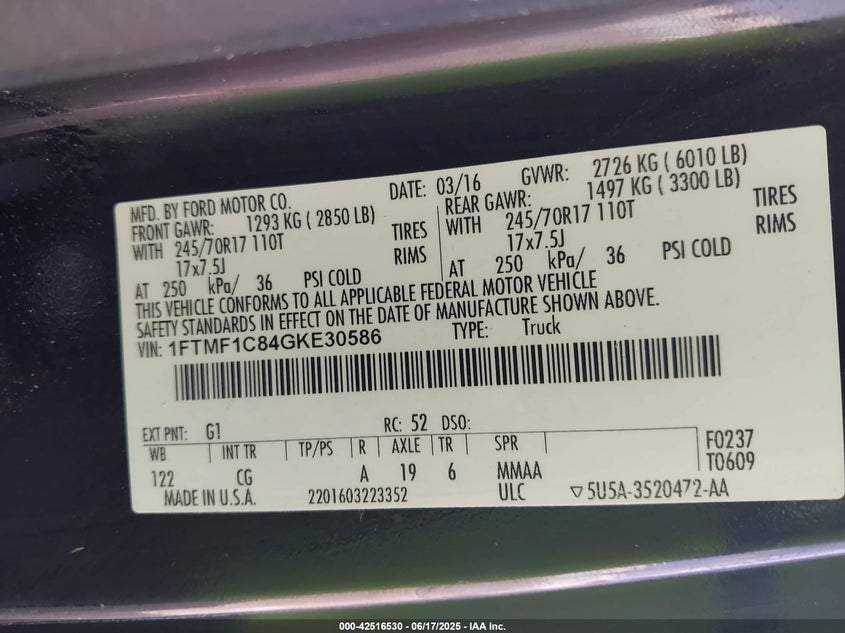 MFD. BY FORD MOTOR CO. DATE: 03/16 GVWR: 2726 KG ( 6010 LB)
FRONT GAWR: 1293 KG ( 2850 LB) REAR GAWR: 1497 KG ( 3300 LB)
WITH 245/70R17 110T TIRES WITH 245/70R17 110T TIRES
17x7.5J RIMS 17x7.5J RIMS
AT 250 kPa/ 36 PSI COLD AT 250 kPa/ 36 PSI COLD
THIS VEHICLE CONFORMS TO ALL APPLICABLE FEDERAL MOTOR VEHICLE
SAFETY STANDARDS IN EFFECT ON THE DATE OF MANUFACTURE SHOWN ABOVE.
VIN: 1FTMF1C84GKE30586 TYPE: Truck
EXT PNT: G1 RC: 52 DSO:
WB INT TR TP/PS R AXLE TR SPR F0237
122 CG A 19 6 MMAA T0609
MADE IN U.S.A. 2201603223352 ULC ▽5U5A-3520472-AA
000-42516530 - 06/17/2025 - IAA Inc.